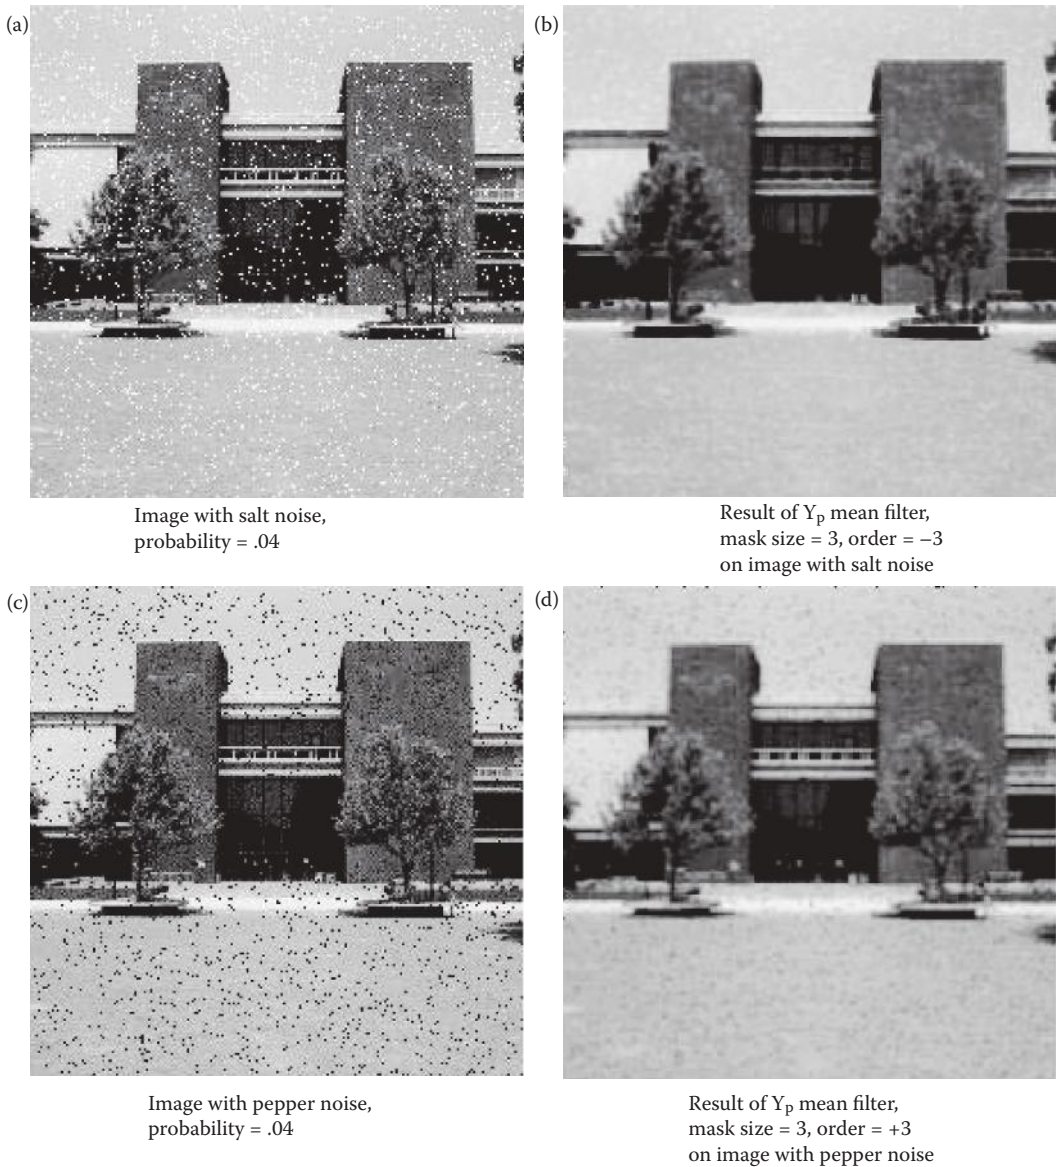 (a)
(b)
Image with salt noise,
probability = .04
Result of Yp mean filter,
mask size = 3, order = −3
on image with salt noise
(c)
(d)
Image with pepper noise,
probability = .04
Result of Yp mean filter,
mask size = 3, order = +3
on image with pepper noise